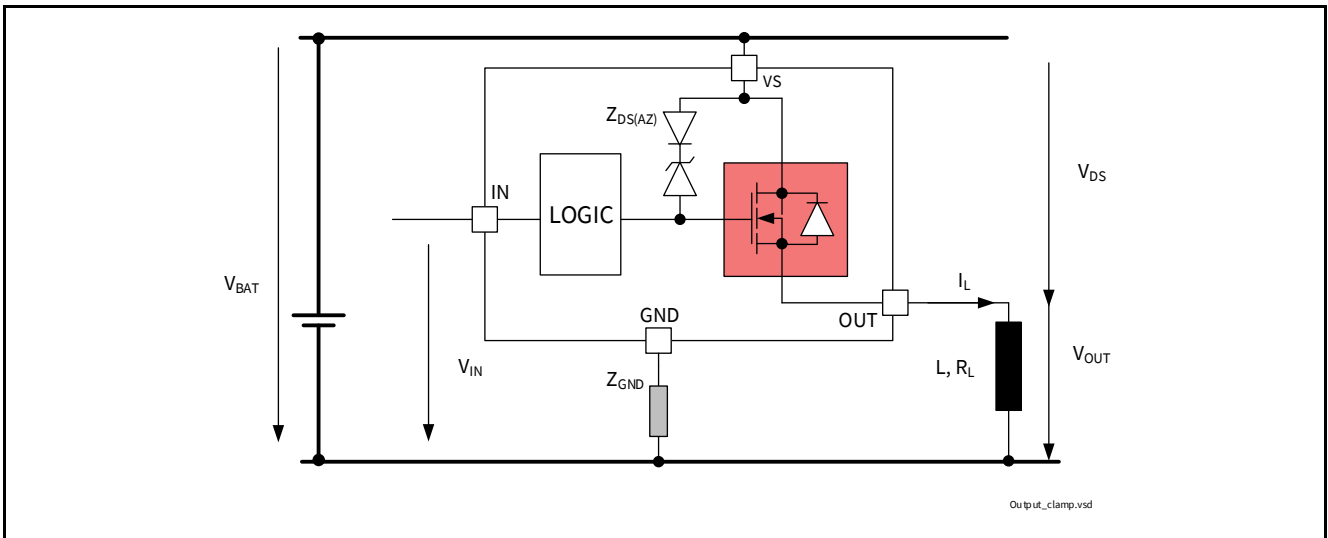 VS
Z_DS(AZ)
V_DS
IN
LOGIC
V_BAT
I_L
GND
OUT
V_IN
Z_GND
L, R_L
V_OUT
Output_clamp.vsd